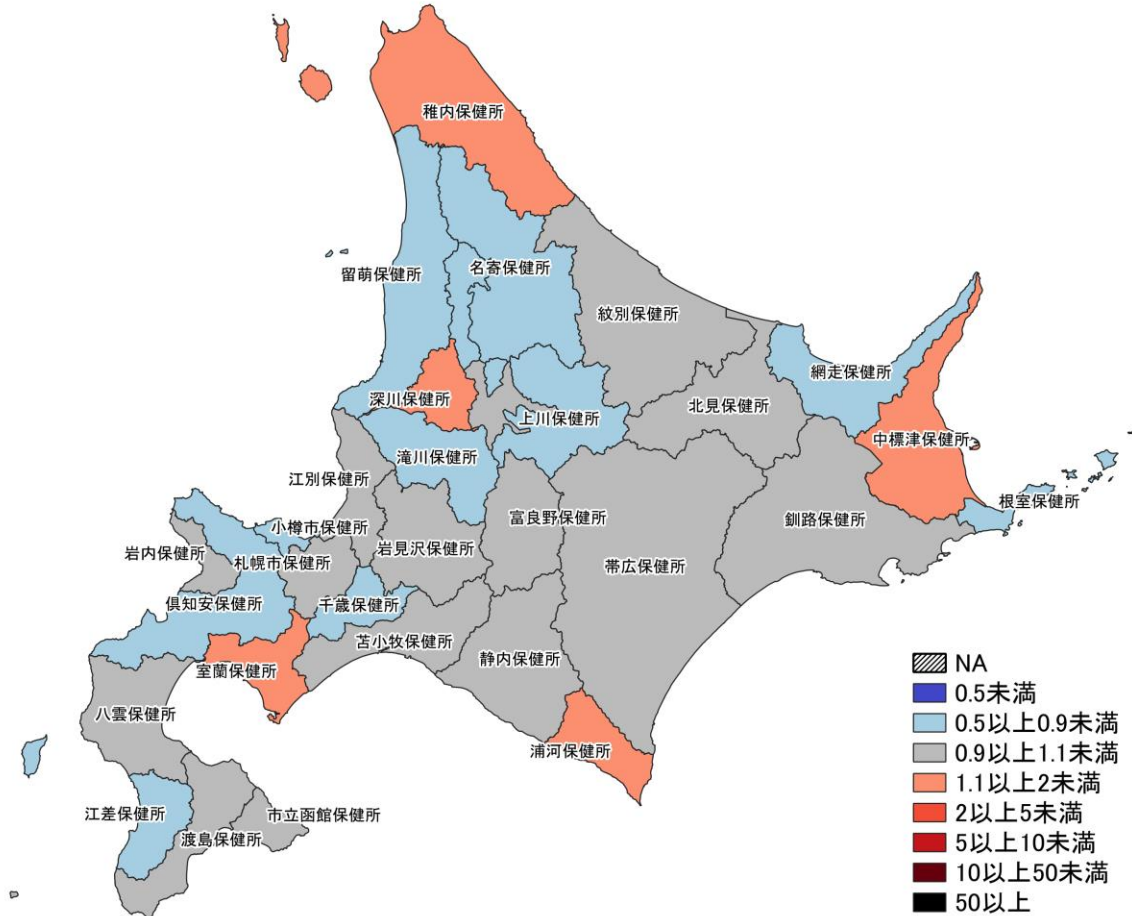 稚内保健所
留萌保健所
名寄保健所
紋別保健所
網走保健所
深川保健所
上川保健所
北見保健所
中標津保健所
滝川保健所
江別保健所
根室保健所
富良野保健所
釧路保健所
小樽市保健所
岩見沢保健所
岩内保健所
札幌市保健所
帯広保健所
倶知安保健所
千歳保健所
苫小牧保健所
静内保健所
室蘭保健所
八雲保健所
浦河保健所
江差保健所
市立函館保健所
渡島保健所
NA
0.5未満
0.5以上0.9未満
0.9以上1.1未満
1.1以上2未満
2以上5未満
5以上10未満
10以上50未満
50以上